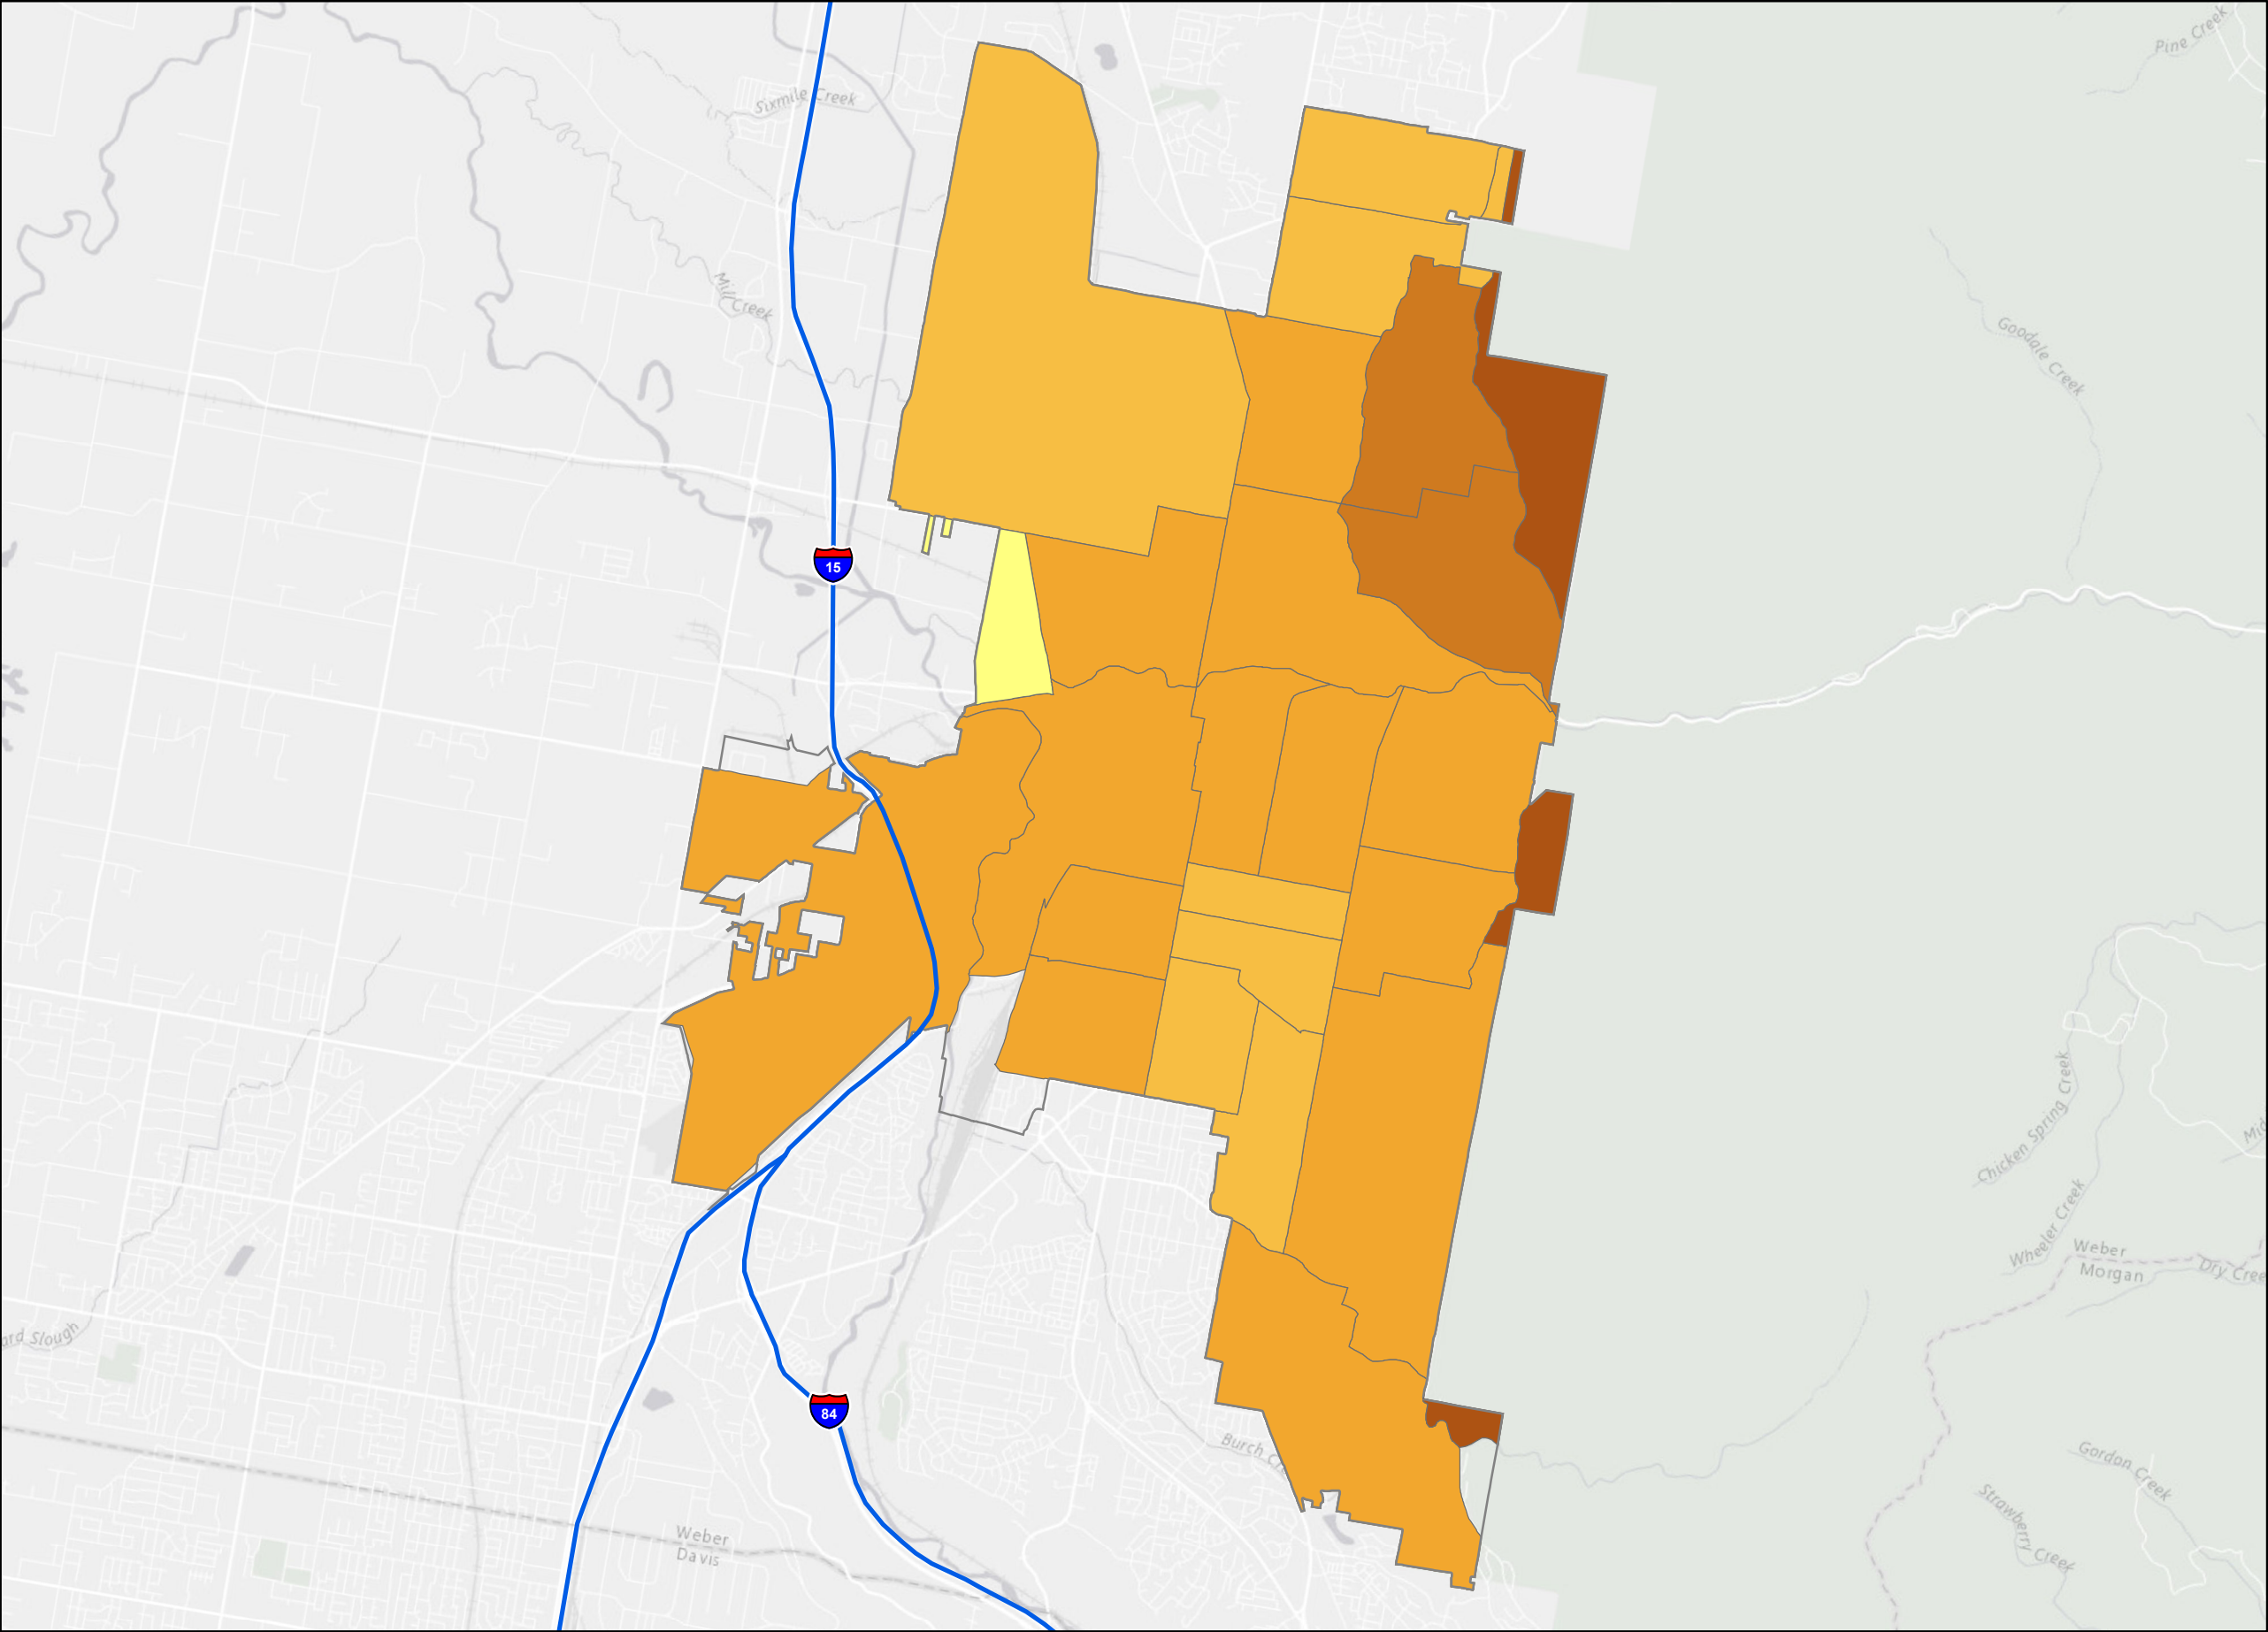 Pine Creek
Sixmile Creek
Mill Creek
Goodale Creek
15
Chicken Spring Creek
Wheeler Creek
Weber
Morgan
Dry Cree
Mid
ard Slough
84
Burch Cr
Gordon Creek
Strawberry Creek
Weber
Davis